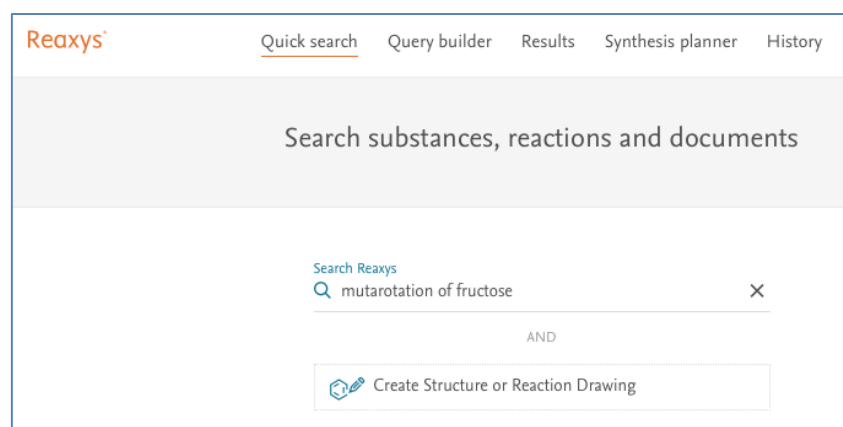 Reaxys®
Quick search Query builder Results Synthesis planner History
Search substances, reactions and documents
Search Reaxys
mutarotation of fructose
AND
Create Structure or Reaction Drawing